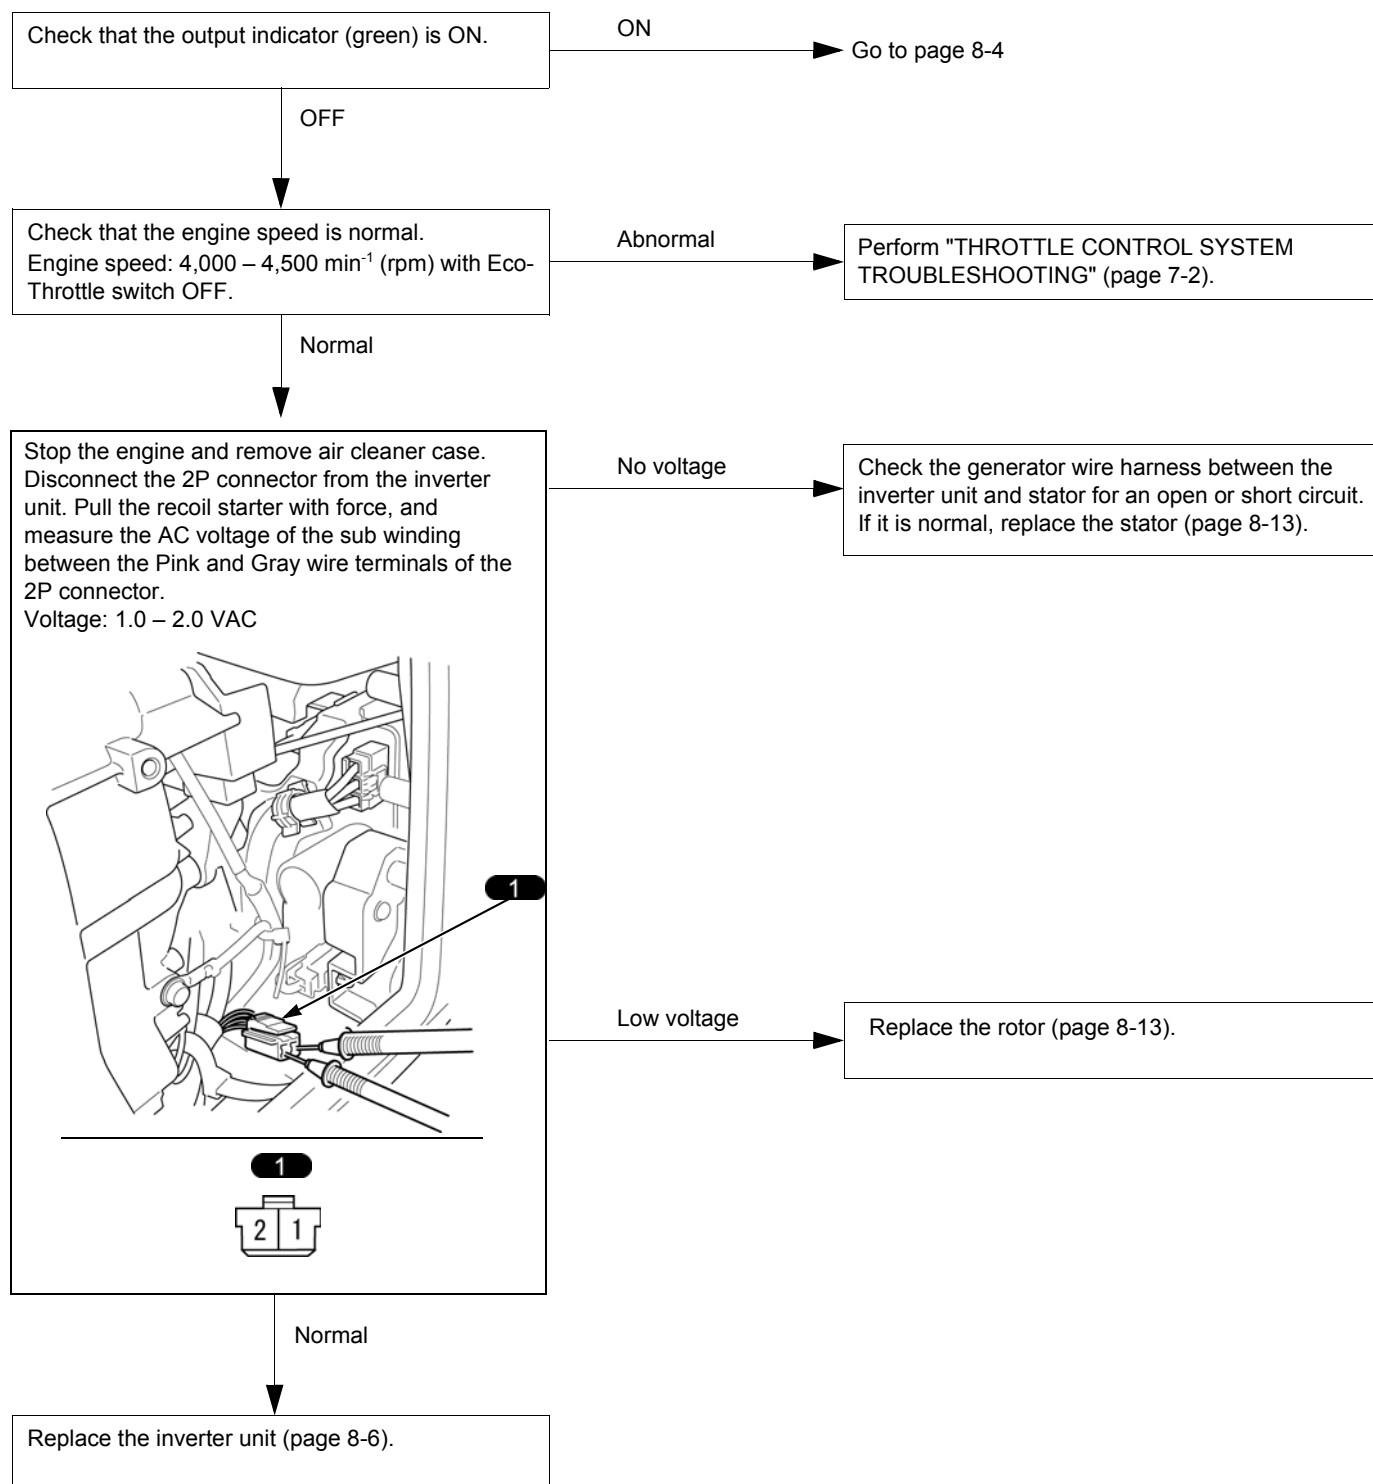 Check that the output indicator (green) is ON.
ON
Go to page 8-4
OFF
Check that the engine speed is normal.
Engine speed: 4,000 – 4,500 min⁻¹ (rpm) with Eco-
Throttle switch OFF.
Abnormal
Perform "THROTTLE CONTROL SYSTEM
TROUBLESHOOTING" (page 7-2).
Normal
Stop the engine and remove air cleaner case.
Disconnect the 2P connector from the inverter
unit. Pull the recoil starter with force, and
measure the AC voltage of the sub winding
between the Pink and Gray wire terminals of the
2P connector.
Voltage: 1.0 – 2.0 VAC
No voltage
Check the generator wire harness between the
inverter unit and stator for an open or short circuit.
If it is normal, replace the stator (page 8-13).
1
Low voltage
Replace the rotor (page 8-13).
1
2 1
Normal
Replace the inverter unit (page 8-6).